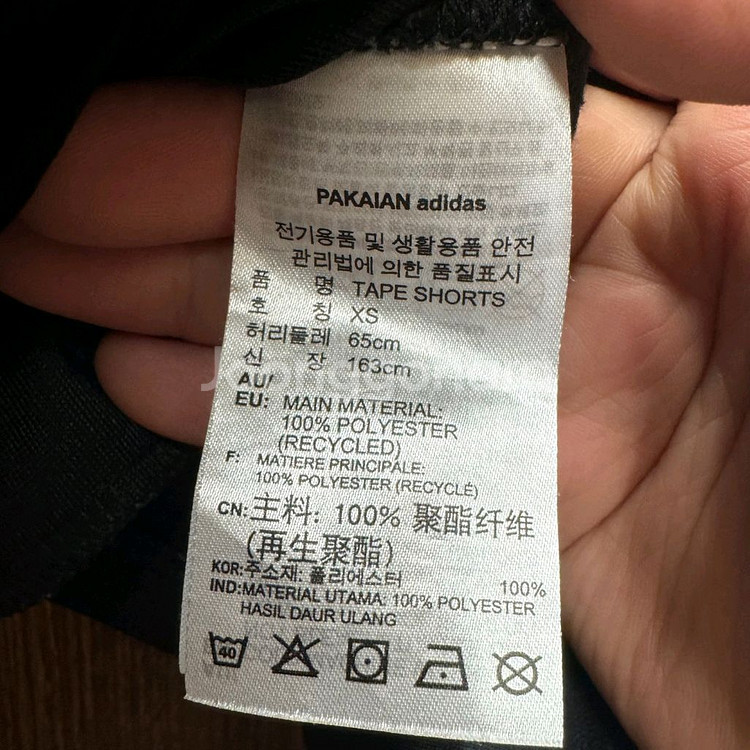 PAKAIAN adidas
전기용품 및 생활용품 안전
관리법에 의한 품질표시
품 명 TAPE SHORTS
호 칭 XS
허리둘레 65cm
신 장 163cm
AU/
EU: MAIN MATERIAL:
100% POLYESTER
(RECYCLED)
F: MATIERE PRINCIPALE:
100% POLYESTER (RECYCLÉ)
CN: 主料: 100% 聚酯纤维
(再生聚酯)
KOR:주소재: 폴리에스터 100%
IND:MATERIAL UTAMA: 100% POLYESTER
HASIL DAUR ULANG
40